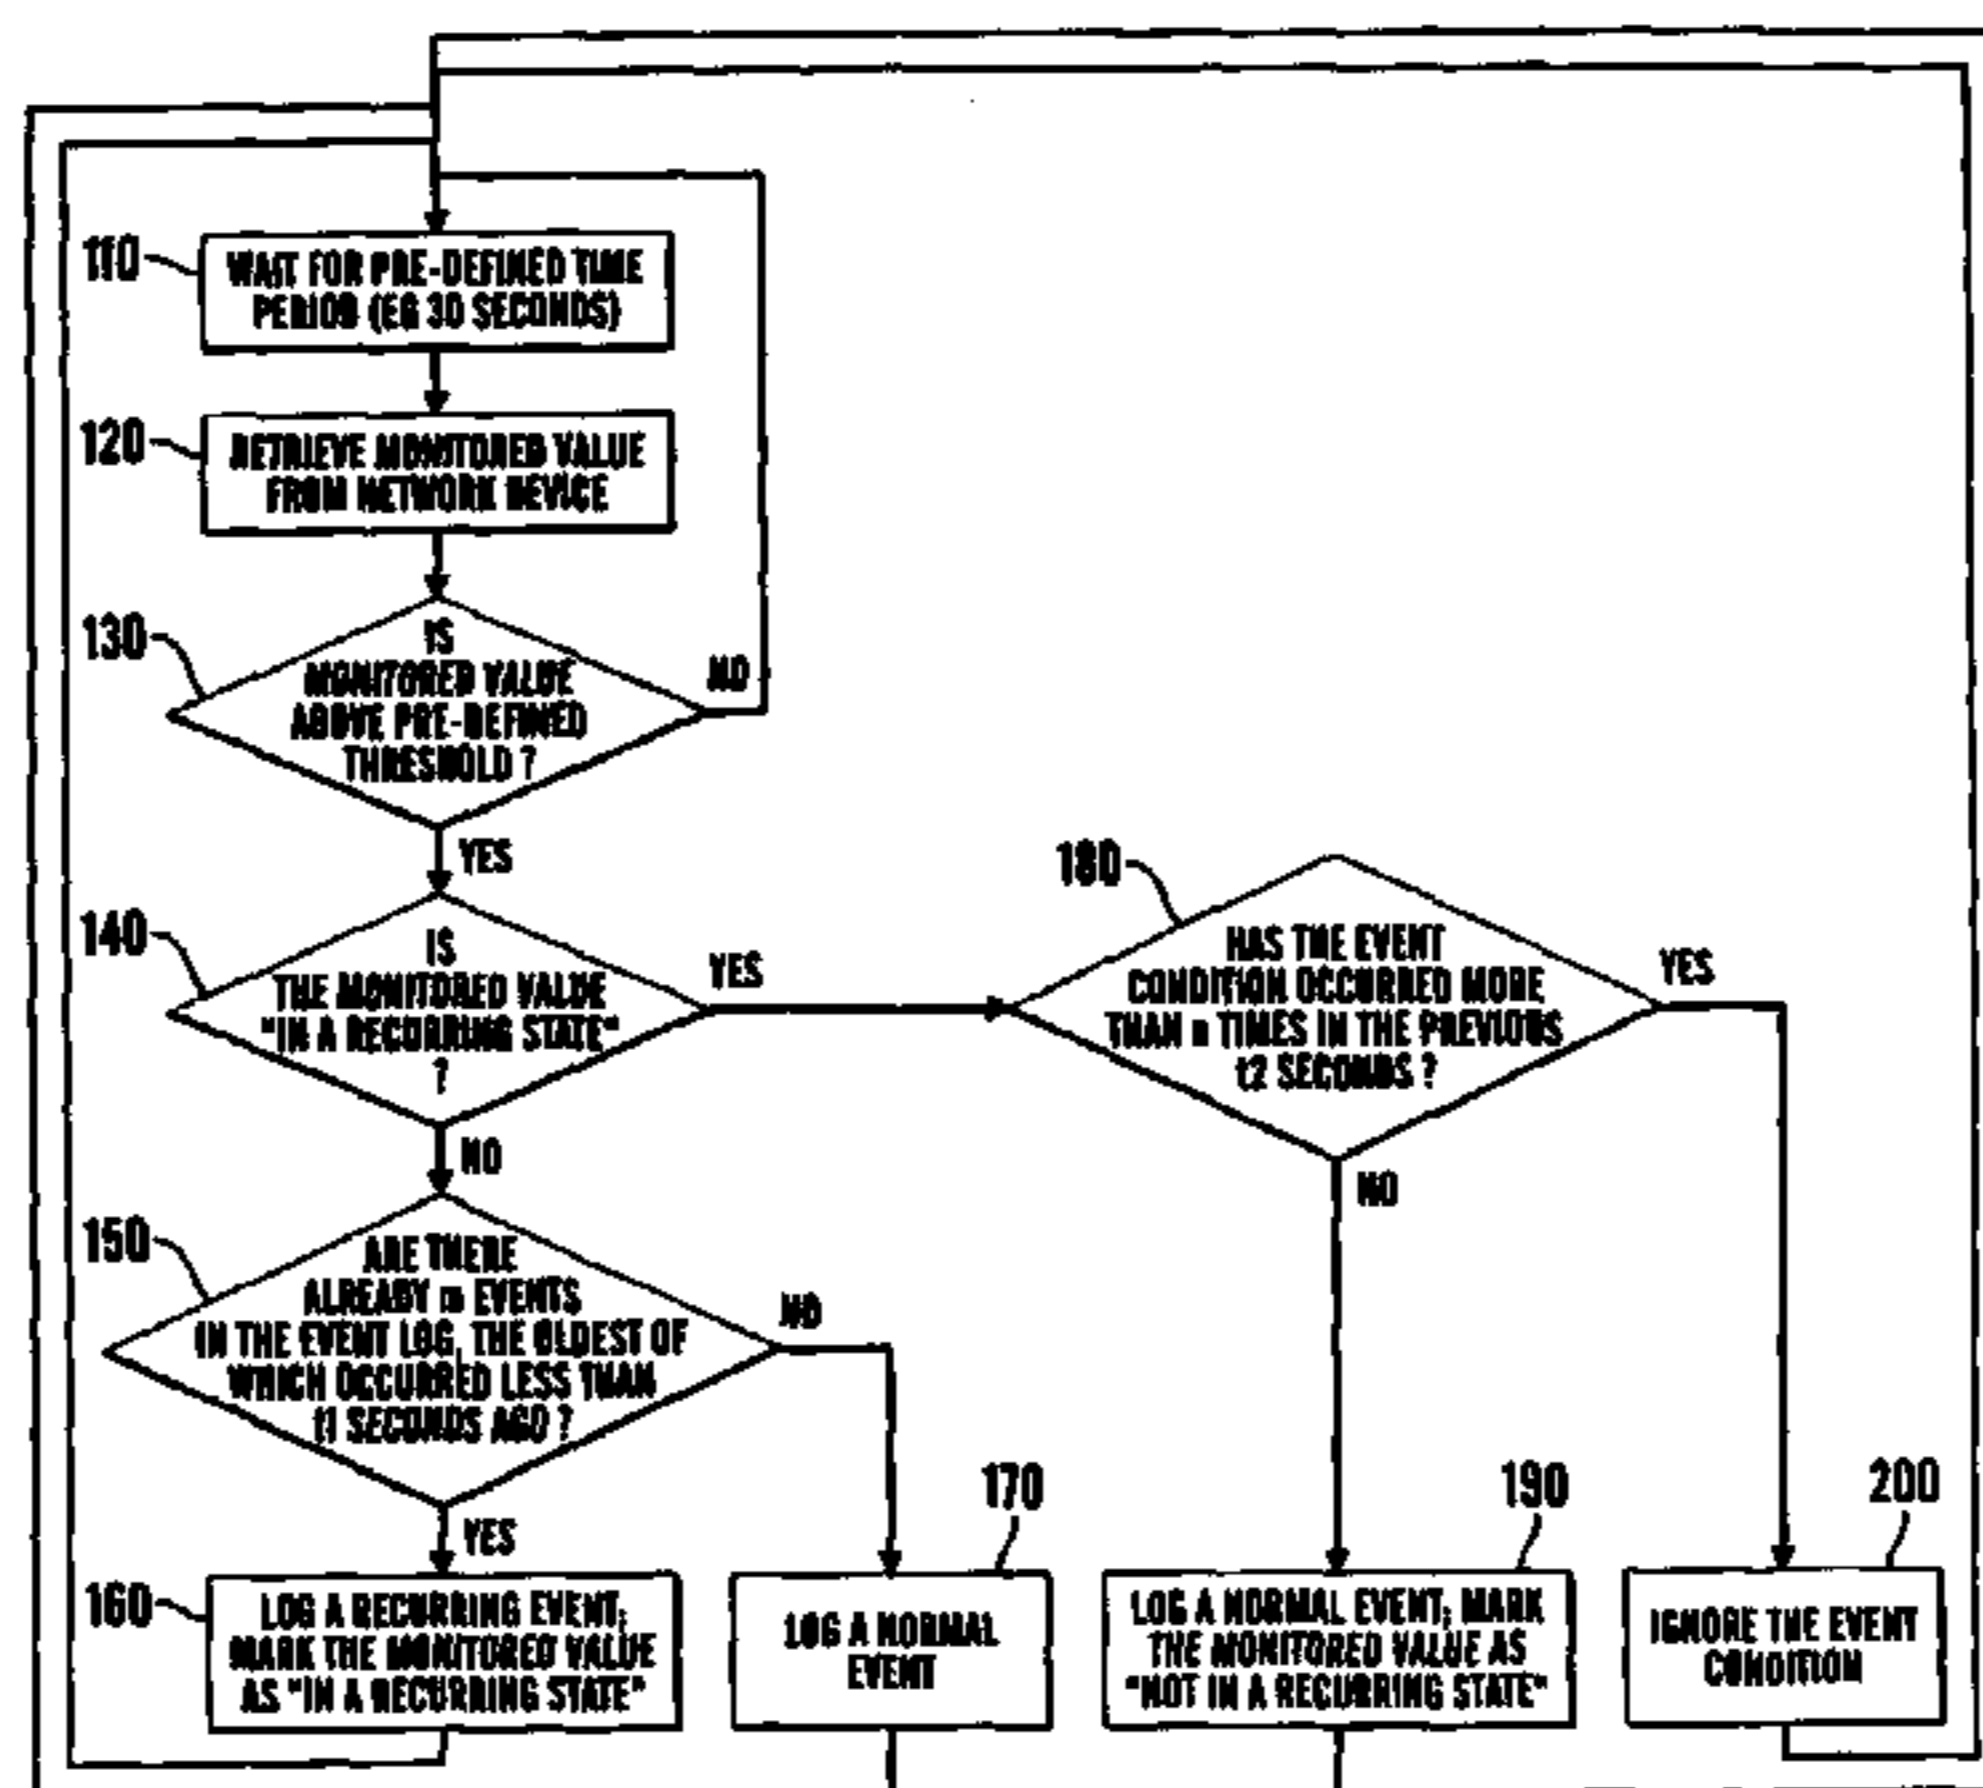 110
WAIT FOR PRE-DEFINED TIME
PERIOD (EG 30 SECONDS)
120
RETRIEVE MONITORED VALUE
FROM NETWORK DEVICE
130
IS
MONITORED VALUE
ABOVE PRE-DEFINED
THRESHOLD ?
NO
YES
140
IS
THE MONITORED VALUE
"IN A RECURRING STATE"
?
YES
NO
180
HAS THE EVENT
CONDITION OCCURRED MORE
THAN n TIMES IN THE PREVIOUS
t2 SECONDS ?
YES
NO
150
ARE THERE
ALREADY m EVENTS
IN THE EVENT LOG, THE OLDEST OF
WHICH OCCURRED LESS THAN
t1 SECONDS AGO ?
NO
YES
160
LOG A RECURRING EVENT;
MARK THE MONITORED VALUE
AS "IN A RECURRING STATE"
170
LOG A NORMAL
EVENT
190
LOG A NORMAL EVENT; MARK
THE MONITORED VALUE AS
"NOT IN A RECURRING STATE"
200
IGNORE THE EVENT
CONDITION